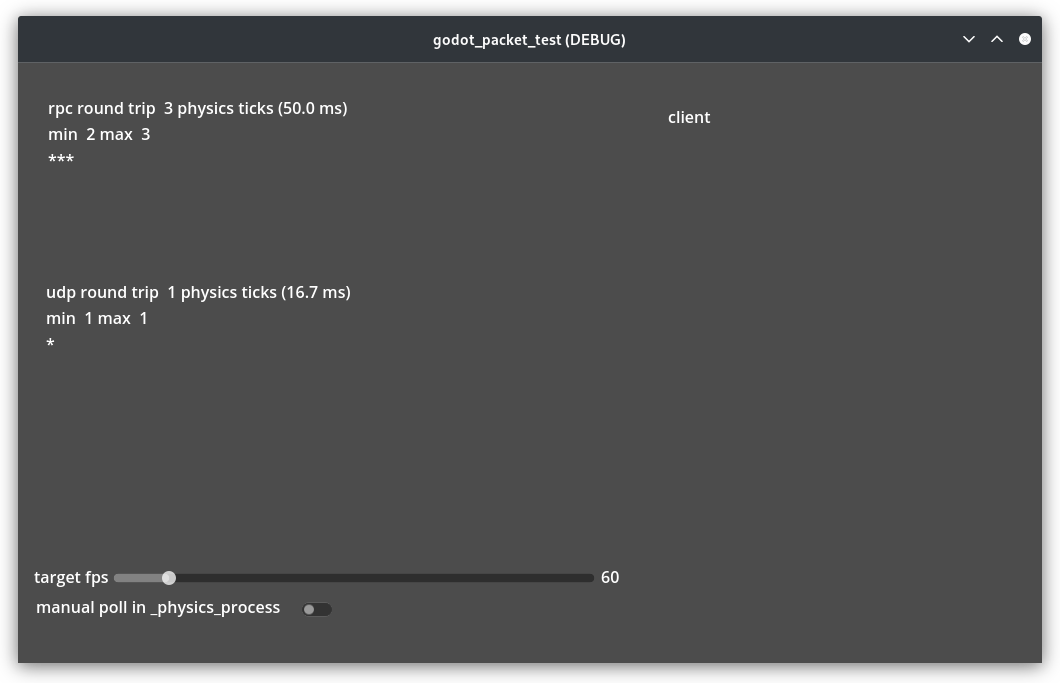 godot_packet_test (DEBUG)
rpc round trip  3 physics ticks (50.0 ms)
min  2 max  3
***
client
udp round trip  1 physics ticks (16.7 ms)
min  1 max  1
*
target fps 60
manual poll in _physics_process